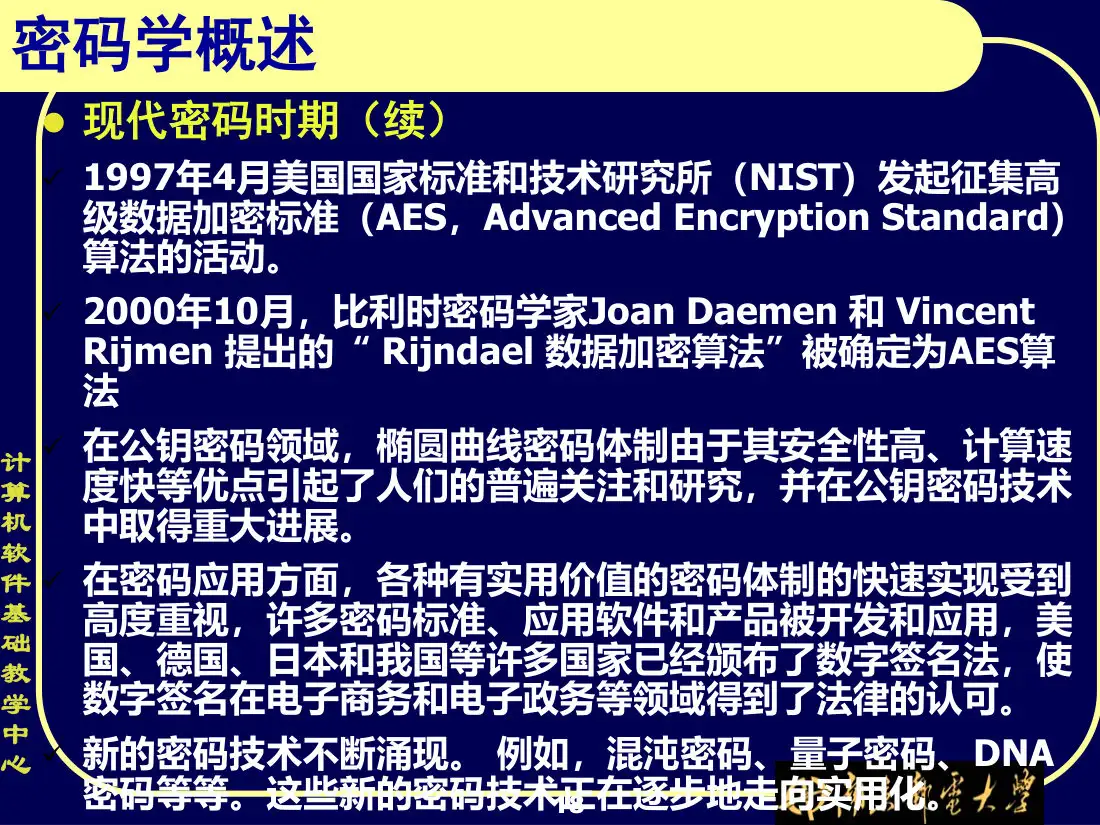 密码学概述
现代密码时期（续）
1997年4月美国国家标准和技术研究所（NIST）发起征集高
级数据加密标准（AES，Advanced Encryption Standard）
算法的活动。
2000年10月，比利时密码学家Joan Daemen 和 Vincent
Rijmen 提出的“ Rijndael 数据加密算法”被确定为AES算
法
在公钥密码领域，椭圆曲线密码体制由于其安全性高、计算速
度快等优点引起了人们的普遍关注和研究，并在公钥密码技术
中取得重大进展。
在密码应用方面，各种有实用价值的密码体制的快速实现受到
高度重视，许多密码标准、应用软件和产品被开发和应用，美
国、德国、日本和我国等许多国家已经颁布了数字签名法，使
数字签名在电子商务和电子政务等领域得到了法律的认可。
新的密码技术不断涌现。 例如，混沌密码、量子密码、DNA
密码等等。这些新的密码技术正在逐步地走向实用化。
计算机软件基础教学中心
邮電大学